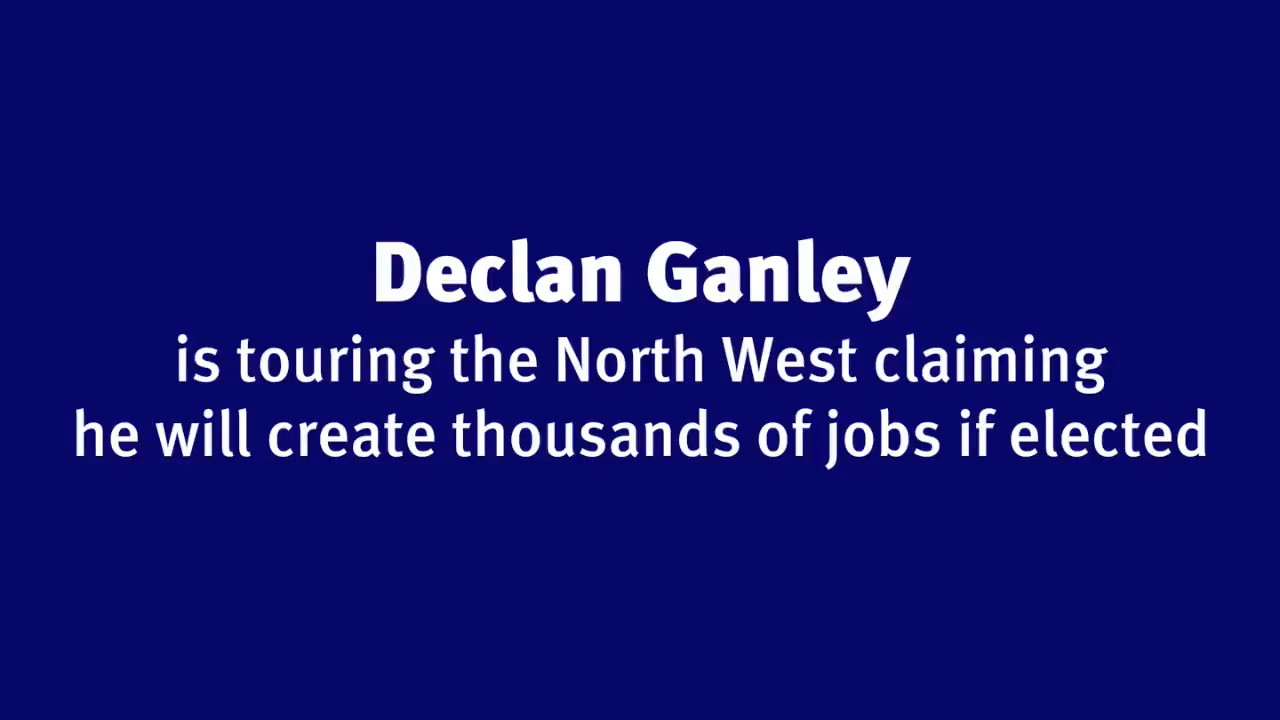 Declan Ganley
is touring the North West claiming
he will create thousands of jobs if elected